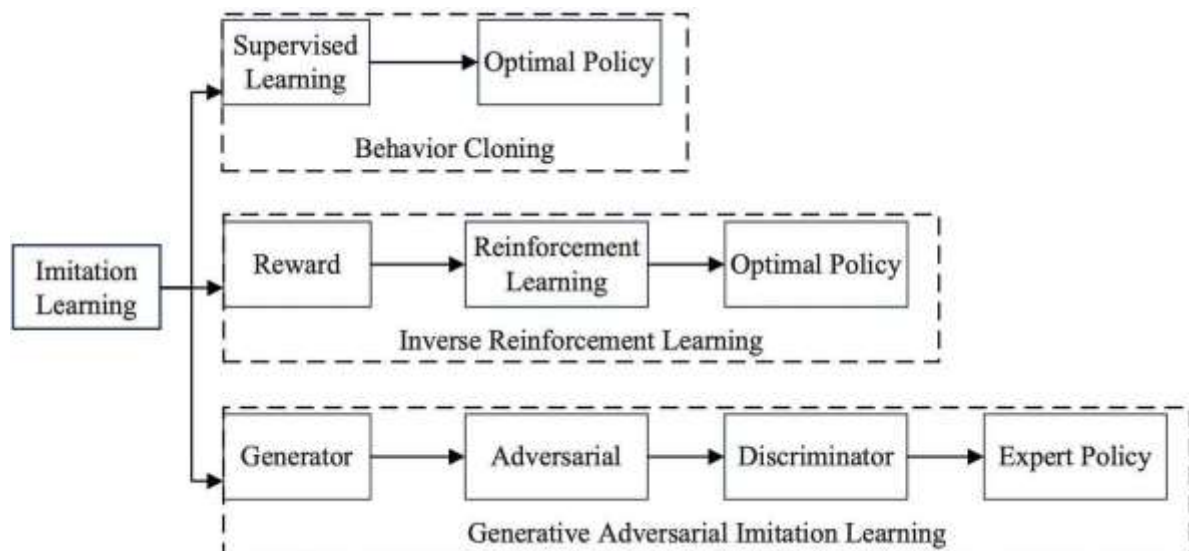 Supervised
Learning
Optimal Policy
Behavior Cloning
Imitation
Learning
Reward
Reinforcement
Learning
Optimal Policy
Inverse Reinforcement Learning
Generator
Adversarial
Discriminator
Expert Policy
Generative Adversarial Imitation Learning